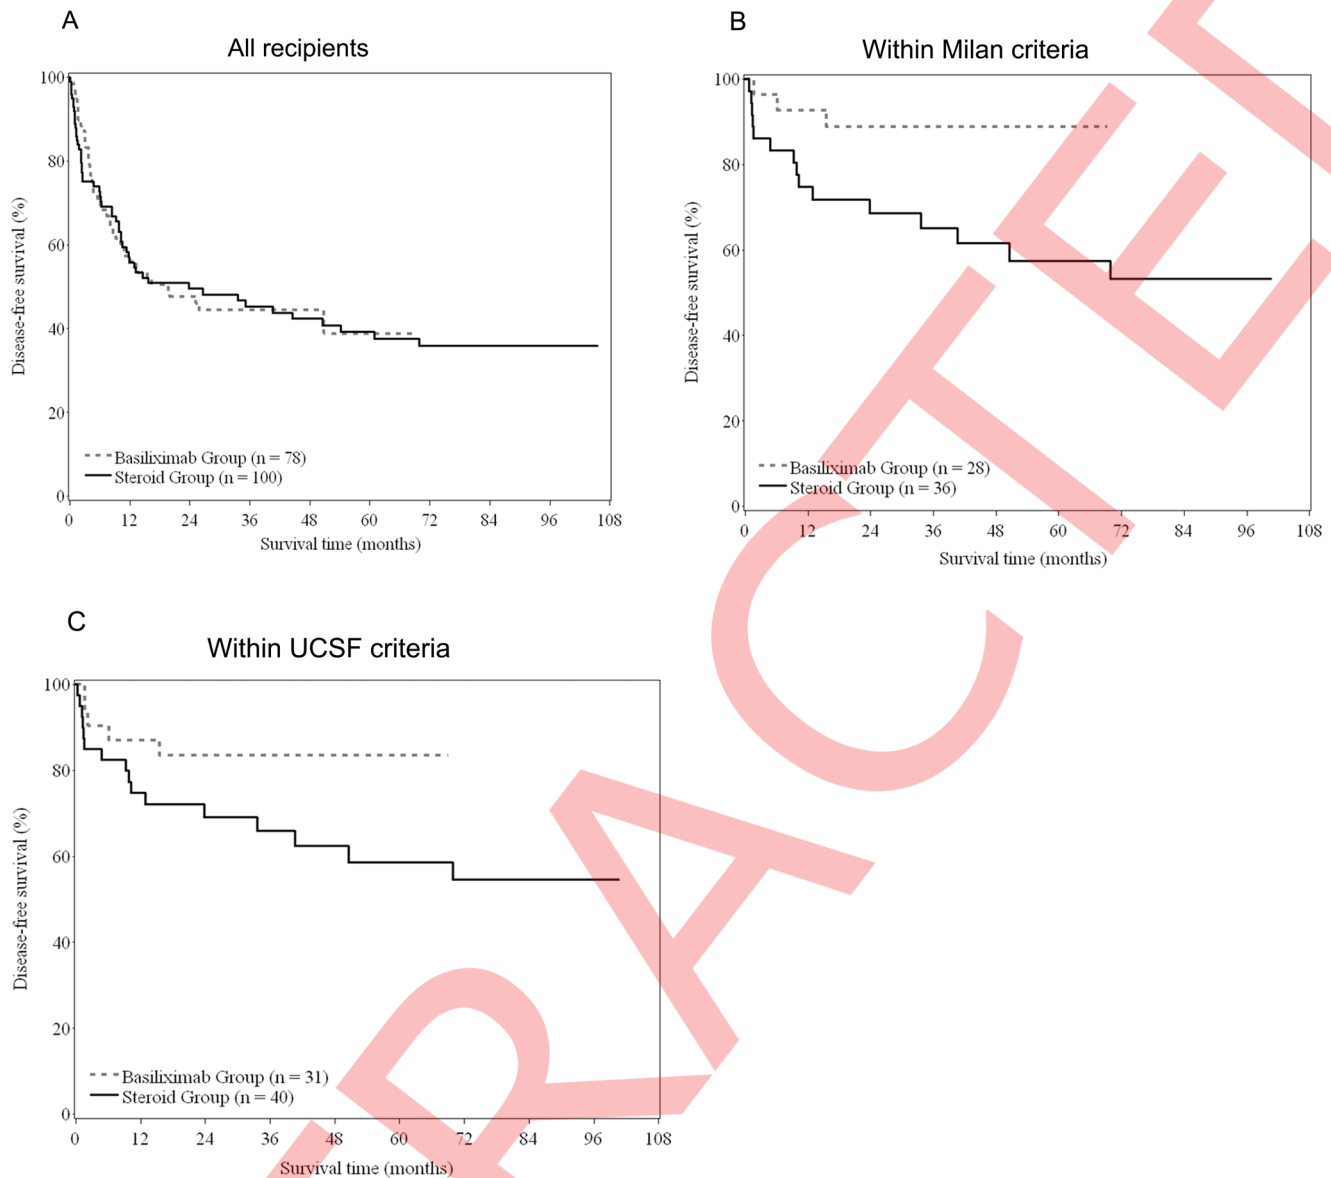 A
All recipients
100
80
60
40
20
0
Disease-free survival (%)
Basiliximab Group (n = 78)
Steroid Group (n = 100)
0 12 24 36 48 60 72 84 96 108
Survival time (months)
B
Within Milan criteria
100
80
60
40
20
0
Disease-free survival (%)
Basiliximab Group (n = 28)
Steroid Group (n = 36)
0 12 24 36 48 60 72 84 96 108
Survival time (months)
C
Within UCSF criteria
100
80
60
40
20
0
Disease-free survival (%)
Basiliximab Group (n = 31)
Steroid Group (n = 40)
0 12 24 36 48 60 72 84 96 108
Survival time (months)
RACTE